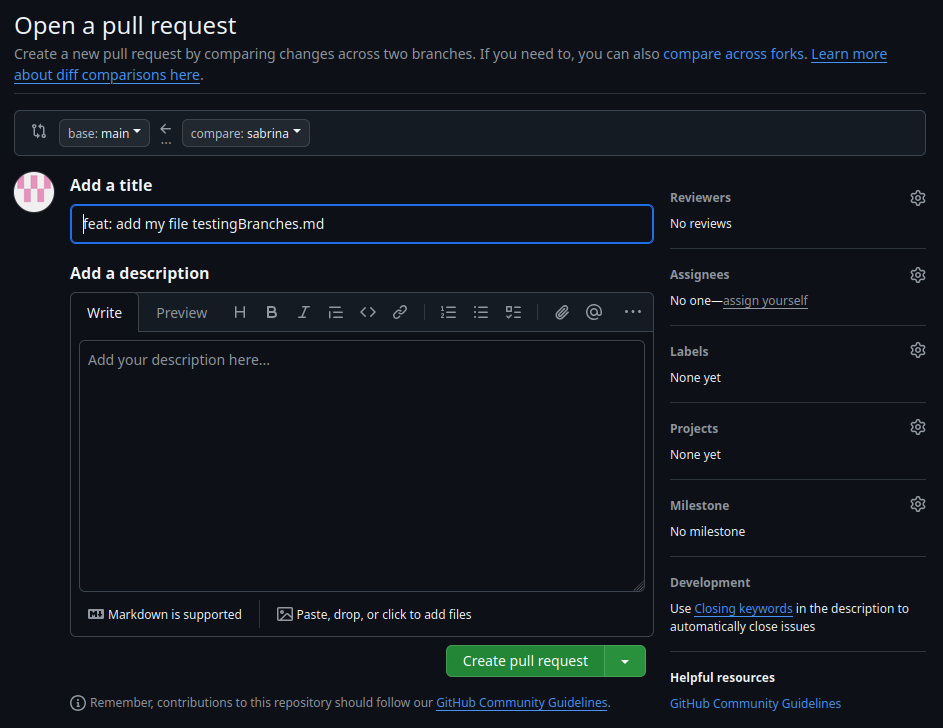 Open a pull request
Create a new pull request by comparing changes across two branches. If you need to, you can also compare across forks. Learn more
about diff comparisons here.
base: main
compare: sabrina
Add a title
feat: add my file testingBranches.md
Add a description
Write
Preview
Add your description here...
Markdown is supported
Paste, drop, or click to add files
Create pull request
Remember, contributions to this repository should follow our GitHub Community Guidelines.
Reviewers
No reviews
Assignees
No one—assign yourself
Labels
None yet
Projects
None yet
Milestone
No milestone
Development
Use Closing keywords in the description to
automatically close issues
Helpful resources
GitHub Community Guidelines